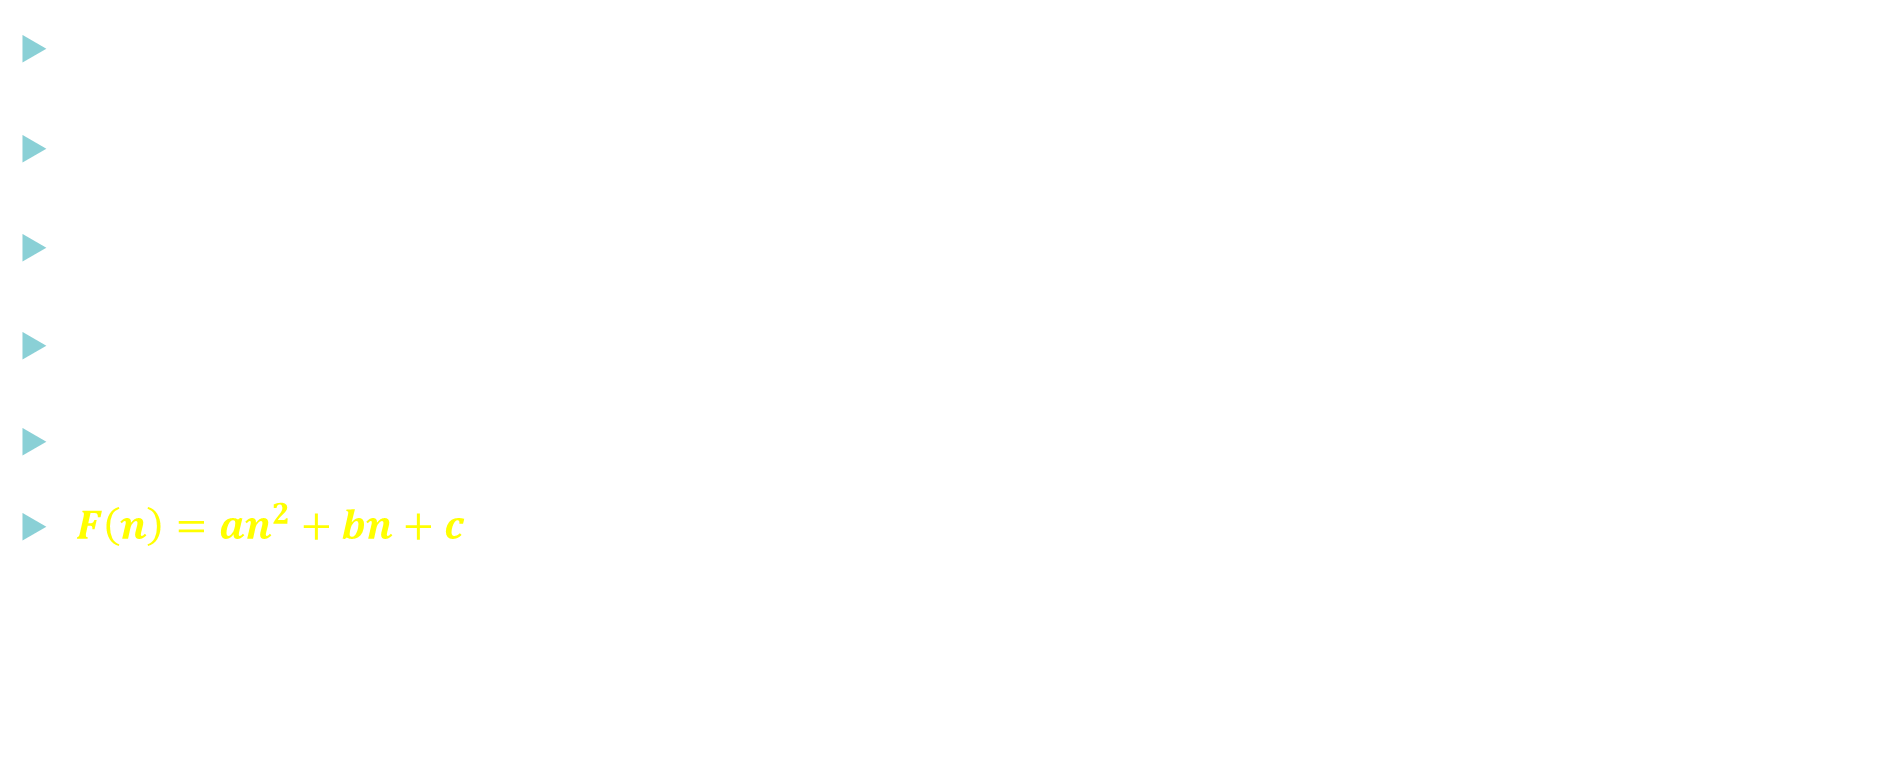 F(n) = an² + bn + c